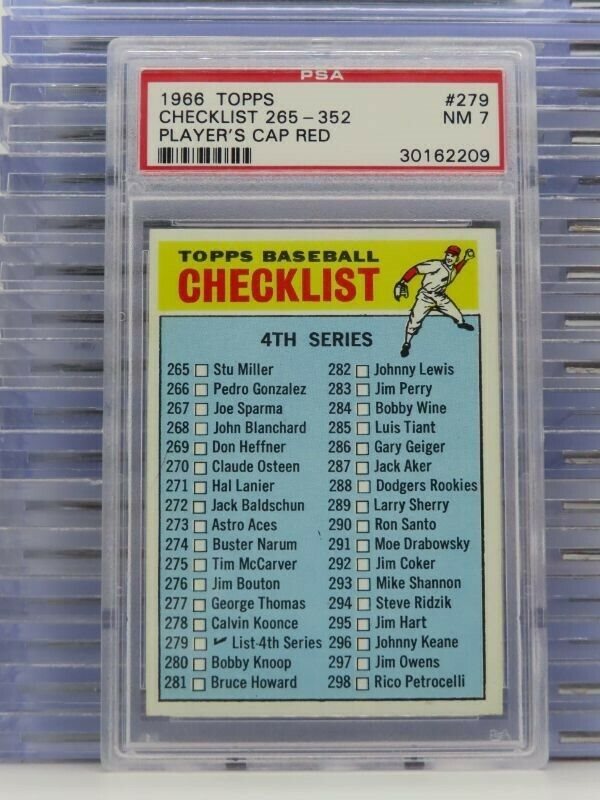 PSA
1966 TOPPS #279
CHECKLIST 265-352 NM 7
PLAYER'S CAP RED
30162209
TOPPS BASEBALL
CHECKLIST
4TH SERIES
265 Stu Miller
266 Pedro Gonzalez
267 Joe Sparma
268 John Blanchard
269 Don Heffner
270 Claude Osteen
271 Hal Lanier
272 Jack Baldschun
273 Astro Aces
274 Buster Narum
275 Tim McCarver
276 Jim Bouton
277 George Thomas
278 Calvin Koonce
279 ✓ List-4th Series
280 Bobby Knoop
281 Bruce Howard
282 Johnny Lewis
283 Jim Perry
284 Bobby Wine
285 Luis Tiant
286 Gary Geiger
287 Jack Aker
288 Dodgers Rookies
289 Larry Sherry
290 Ron Santo
291 Moe Drabowsky
292 Jim Coker
293 Mike Shannon
294 Steve Ridzik
295 Jim Hart
296 Johnny Keane
297 Jim Owens
298 Rico Petrocelli